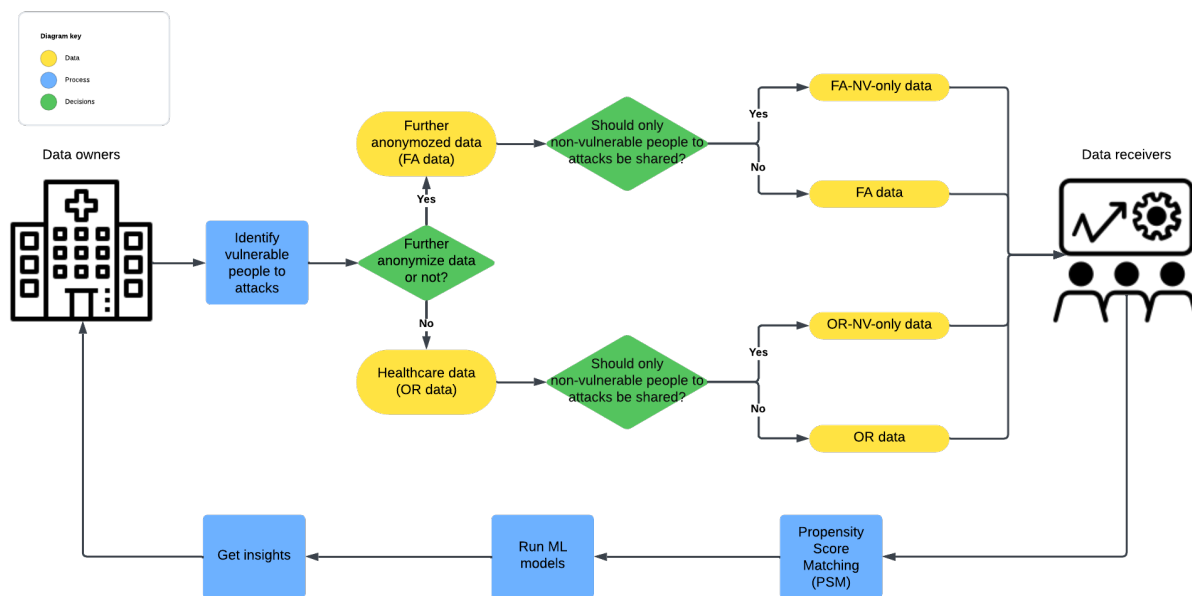 Diagram key
Data
Process
Decisions
Data owners
Identify
vulnerable
people to
attacks
Further
anonymize data
or not?
Yes
No
Further
anonymozed data
(FA data)
Healthcare data
(OR data)
Should only
non-vulnerable people to
attacks be shared?
Yes
No
FA-NV-only data
FA data
Should only
non-vulnerable people to
attacks be shared?
Yes
No
OR-NV-only data
OR data
Data receivers
Propensity
Score
Matching
(PSM)
Run ML
models
Get insights